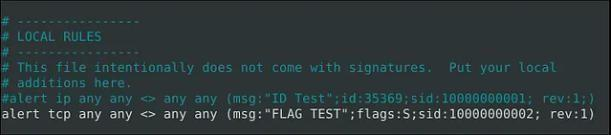 # ----------------
# LOCAL RULES
# ----------------
# This file intentionally does not come with signatures.  Put your local
# additions here.
#alert ip any any <> any any (msg:"ID Test";id:35369;sid:10000000001; rev:1;)
alert tcp any any <> any any (msg:"FLAG TEST";flags:S;sid:10000000002; rev:1)